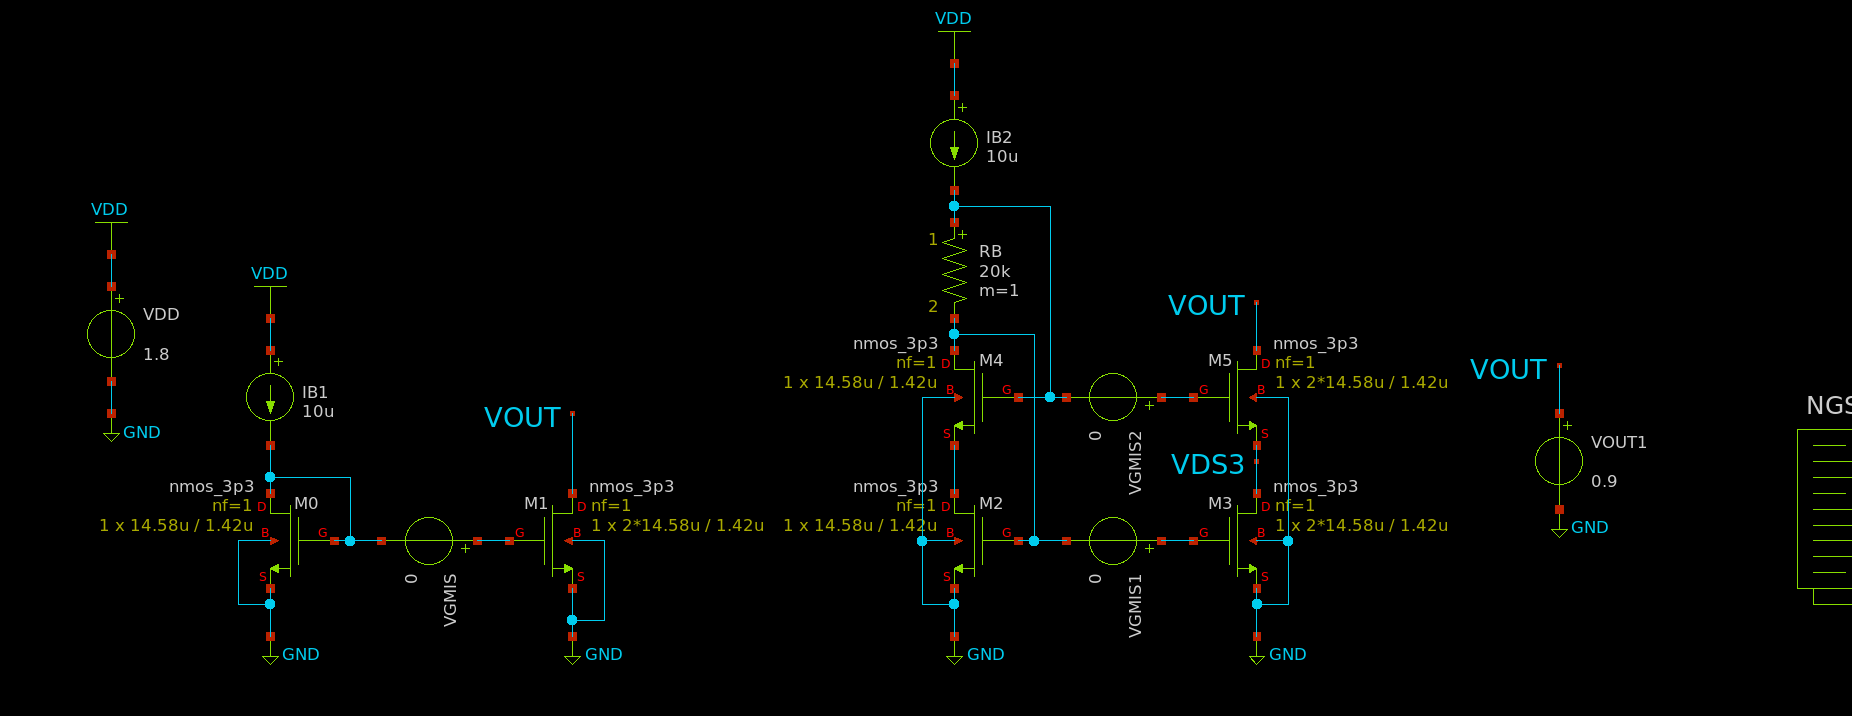 VDD
GND
VDD
1.8
VDD
IB1
10u
nmos_3p3
nf=1
1 x 14.58u / 1.42u
M0
D
B
G
S
GND
0
VGMIS
VOUT
M1
nmos_3p3
nf=1
1 x 2*14.58u / 1.42u
D
G
B
S
GND
VDD
IB2
10u
1
RB
20k
m=1
2
nmos_3p3
nf=1
1 x 14.58u / 1.42u
M4
D
B
G
S
0
VGMIS2
VOUT
M5
nmos_3p3
nf=1
1 x 2*14.58u / 1.42u
D
G
B
S
nmos_3p3
nf=1
1 x 14.58u / 1.42u
M2
D
B
G
S
GND
0
VGMIS1
VDS3
M3
nmos_3p3
nf=1
1 x 2*14.58u / 1.42u
D
G
B
S
GND
VOUT
VOUT1
0.9
GND
NGS